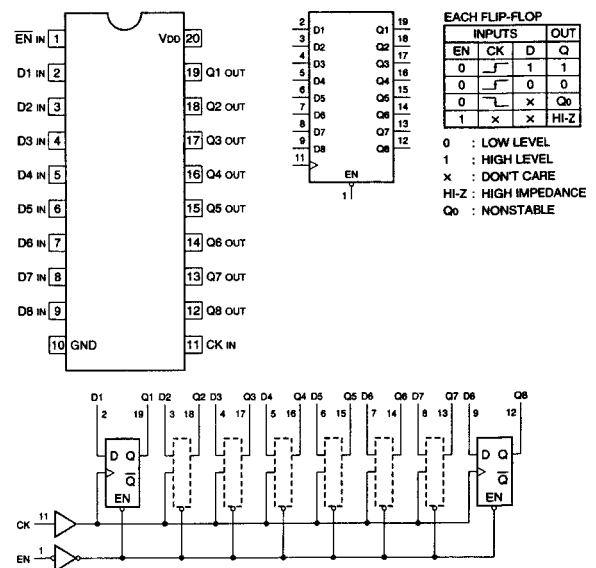 EN IN 1
VDD 20
D1 IN 2
19 Q1 OUT
D2 IN 3
18 Q2 OUT
D3 IN 4
17 Q3 OUT
D4 IN 5
16 Q4 OUT
D5 IN 6
15 Q5 OUT
D6 IN 7
14 Q6 OUT
D7 IN 8
13 Q7 OUT
D8 IN 9
12 Q8 OUT
10 GND
11 CK IN
2 D1 Q1 19
3 D2 Q2 18
4 D3 Q3 17
5 D4 Q4 16
6 D5 Q5 15
7 D6 Q6 14
8 D7 Q7 13
9 D8 Q8 12
11
EN
1
EACH FLIP-FLOP
INPUTS OUT
EN CK D Q
0 1 1
0 0 0
0 × Q0
1 × × HI-Z
0 : LOW LEVEL
1 : HIGH LEVEL
× : DON'T CARE
HI-Z : HIGH IMPEDANCE
Q0 : NONSTABLE
D1 Q1 D2 Q2 D3 Q3 D4 Q4 D5 Q5 D6 Q6 D7 Q7 D8 Q8
2 19 3 18 4 17 5 16 6 15 7 14 8 13 9 12
D Q
Q
EN
D Q
Q
EN
CK 11
EN 1